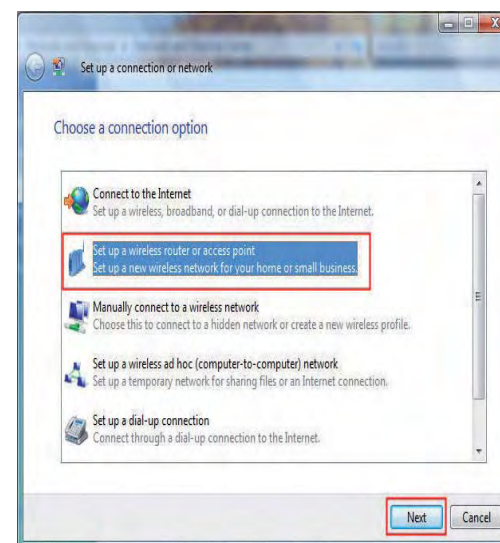 Set up a connection or network
Choose a connection option
Connect to the Internet
Set up a wireless, broadband, or dial-up connection to the Internet.
Set up a wireless router or access point
Set up a new wireless network for your home or small business.
Manually connect to a wireless network
Choose this to connect to a hidden network or create a new wireless profile.
Set up a wireless ad hoc (computer-to-computer) network
Set up a temporary network for sharing files or an Internet connection.
Set up a dial-up connection
Connect through a dial-up connection to the Internet.
Next Cancel